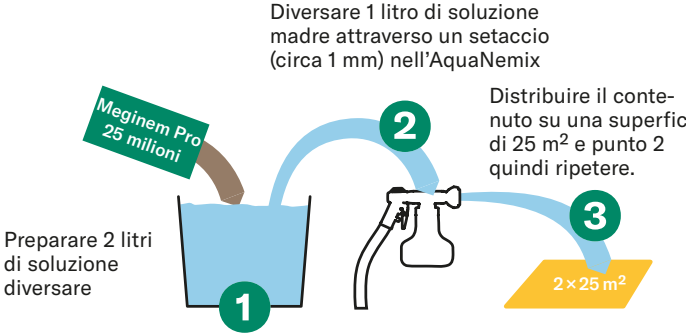 Diversare 1 litro di soluzione
madre attraverso un setaccio
(circa 1 mm) nell'AquaNemix
Meginem Pro
25 milioni
2
Distribuire il conte-
nuto su una superfic
di 25 m² e punto 2
quindi ripetere.
3
Preparare 2 litri
di soluzione
diversare
1
2 × 25 m²